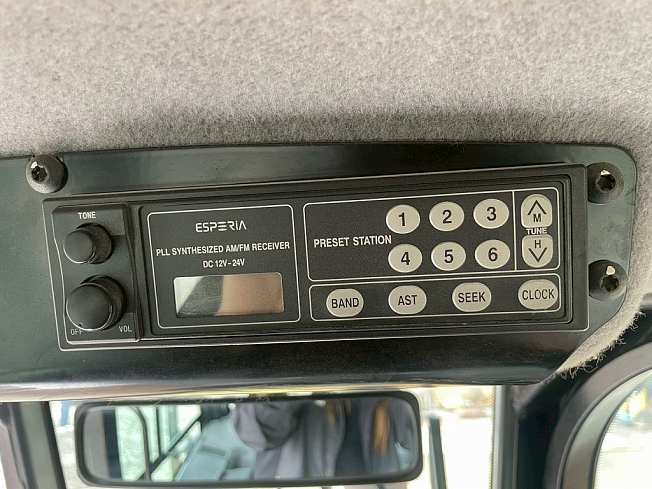 TONE
OFF VOL
ESPERIA
PLL SYNTHESIZED AM/FM RECEIVER
DC 12V-24V
PRESET STATION
1 2 3
4 5 6
M
TUNE
H
BAND AST SEEK CLOCK